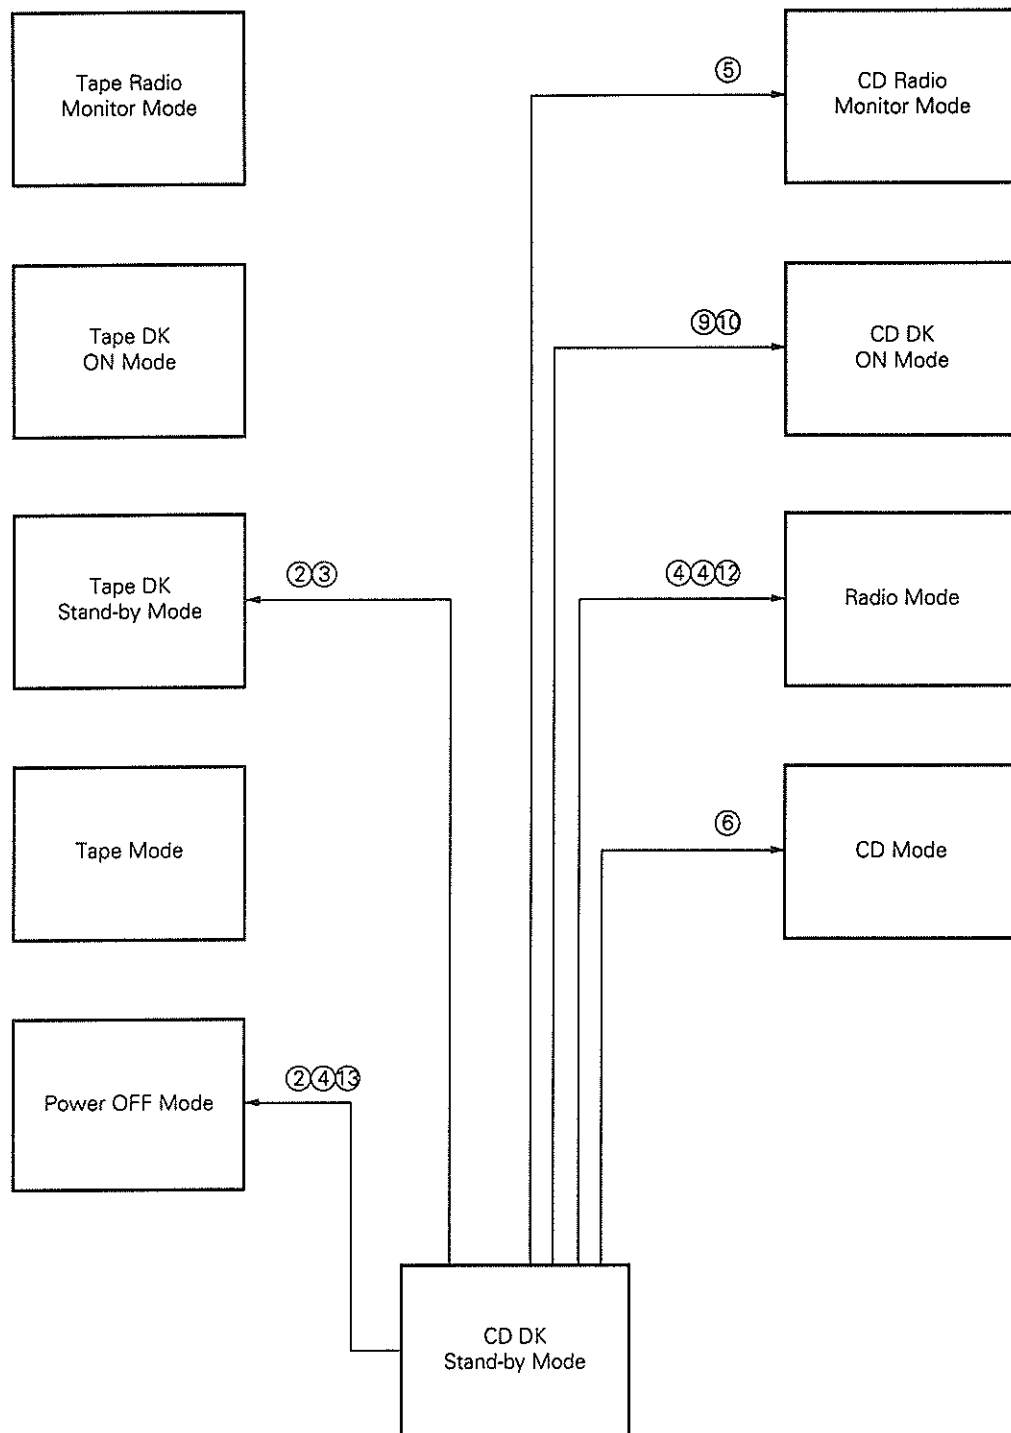 Tape Radio
Monitor Mode
⑤
CD Radio
Monitor Mode
Tape DK
ON Mode
⑨⑩
CD DK
ON Mode
Tape DK
Stand-by Mode
②③
④④⑫
Radio Mode
Tape Mode
⑥
CD Mode
Power OFF Mode
②④⑬
CD DK
Stand-by Mode